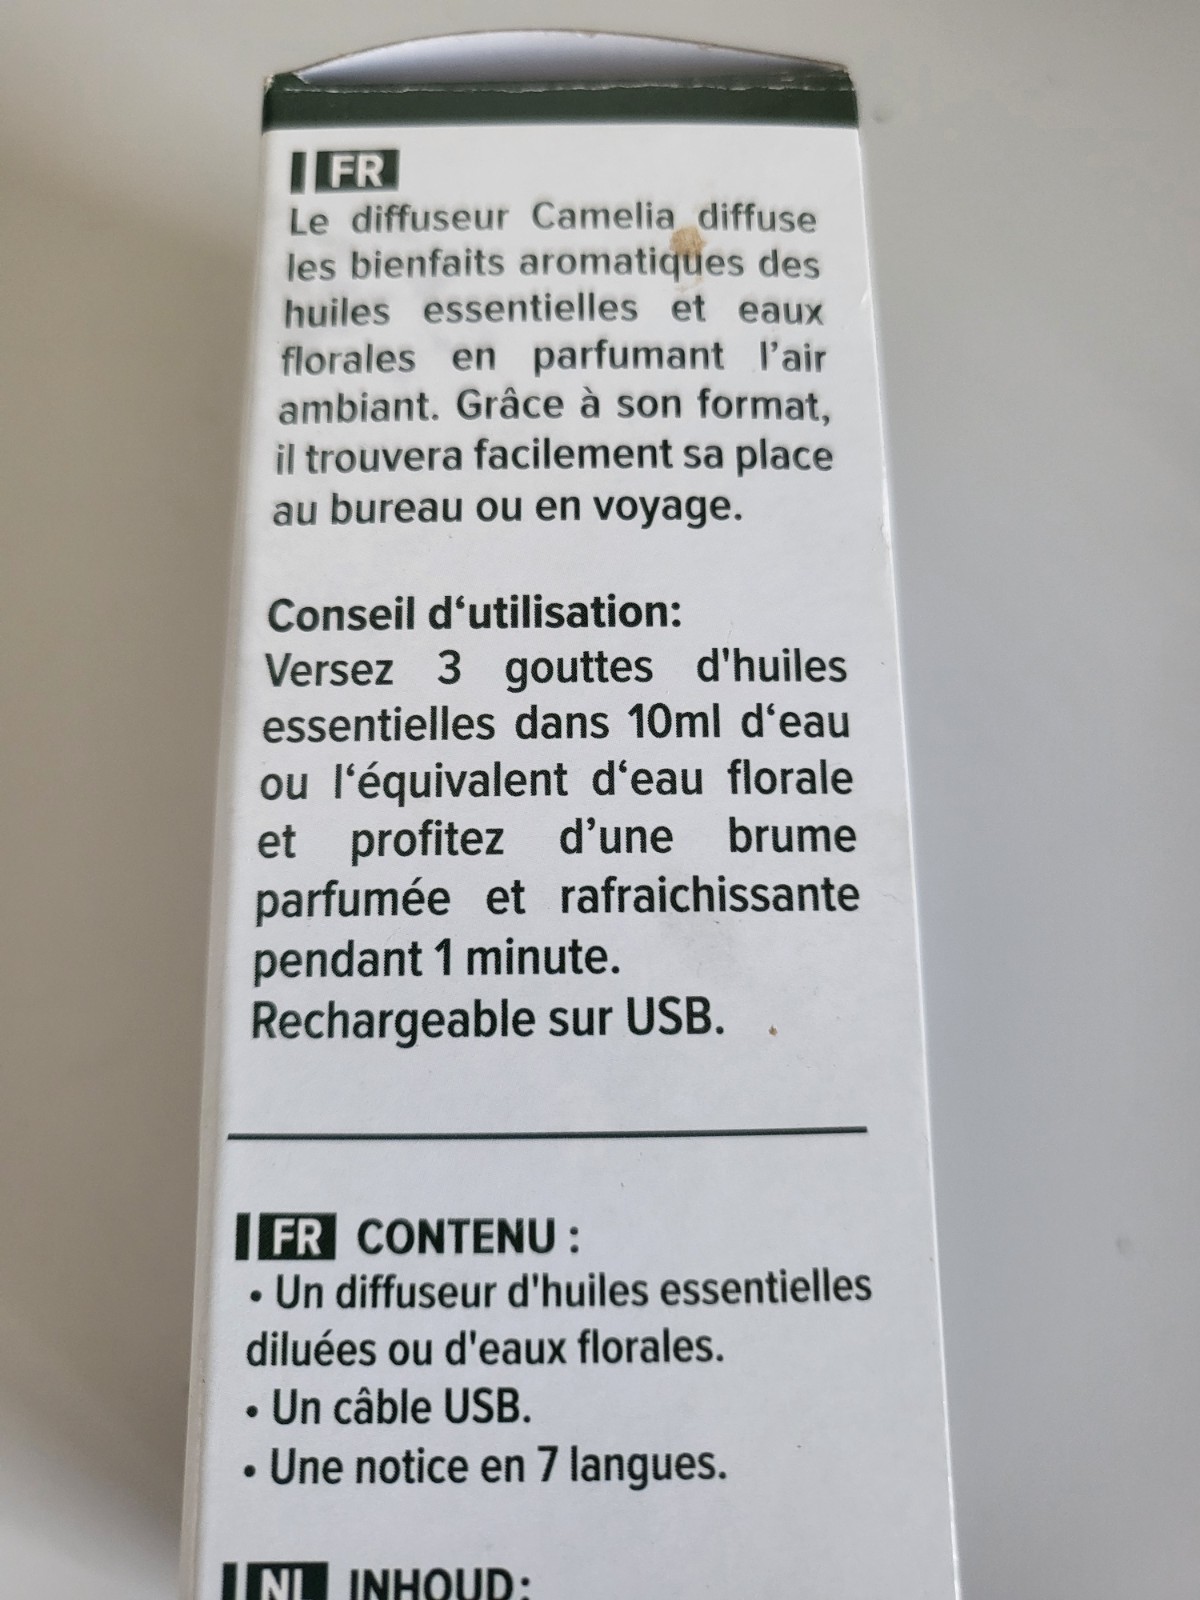 FR
Le diffuseur Camelia diffuse
les bienfaits aromatiques des
huiles essentielles et eaux
florales en parfumant l’air
ambiant. Grâce à son format,
il trouvera facilement sa place
au bureau ou en voyage.
Conseil d‘utilisation:
Versez 3 gouttes d'huiles
essentielles dans 10ml d‘eau
ou l‘équivalent d‘eau florale
et profitez d’une brume
parfumée et rafraichissante
pendant 1 minute.
Rechargeable sur USB.
FR CONTENU :
• Un diffuseur d'huiles essentielles
diluées ou d'eaux florales.
• Un câble USB.
• Une notice en 7 langues.
NL INHOUD: